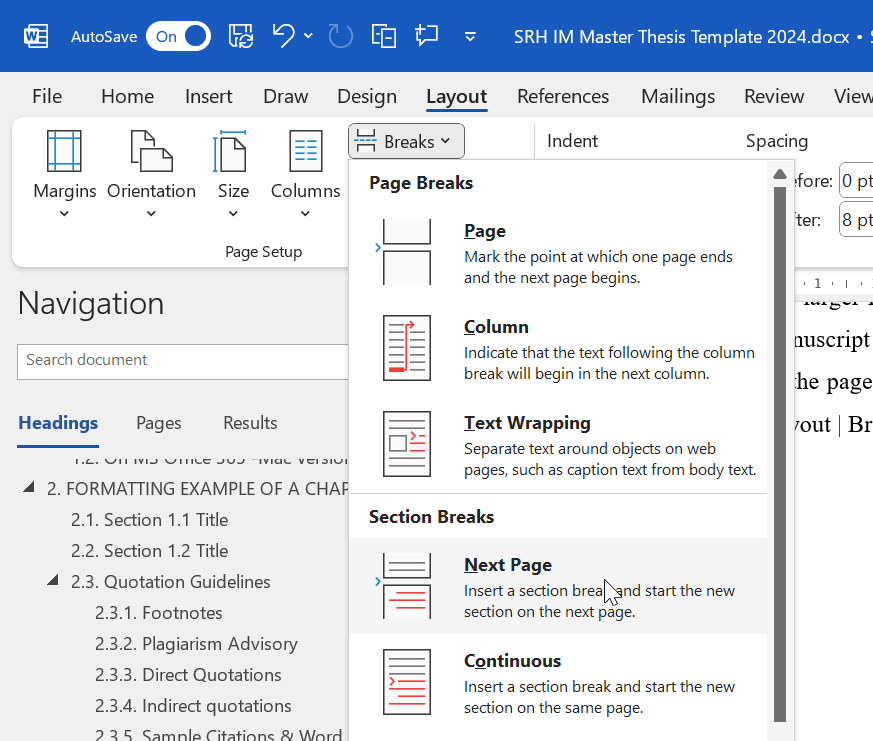 AutoSave On SRH IM Master Thesis Template 2024.docx •
File Home Insert Draw Design Layout References Mailings Review View
Margins Orientation Size Columns
Breaks
Page Setup
Indent Spacing
efore: 0 pt
fter: 8 pt
Page Breaks
Page
Mark the point at which one page ends
and the next page begins.
Column
Indicate that the text following the column
break will begin in the next column.
Text Wrapping
Separate text around objects on web
pages, such as caption text from body text.
Section Breaks
Next Page
Insert a section break and start the new
section on the next page.
Continuous
Insert a section break and start the new
section on the same page.
Navigation
Search document
Headings Pages Results
1.2. On MS Office 365 -Mac Version
2. FORMATTING EXAMPLE OF A CHAP
2.1. Section 1.1 Title
2.2. Section 1.2 Title
2.3. Quotation Guidelines
2.3.1. Footnotes
2.3.2. Plagiarism Advisory
2.3.3. Direct Quotations
2.3.4. Indirect quotations
2.3.5. Sample Citations & Word
1
larger
nuscript
the page
yout | Br